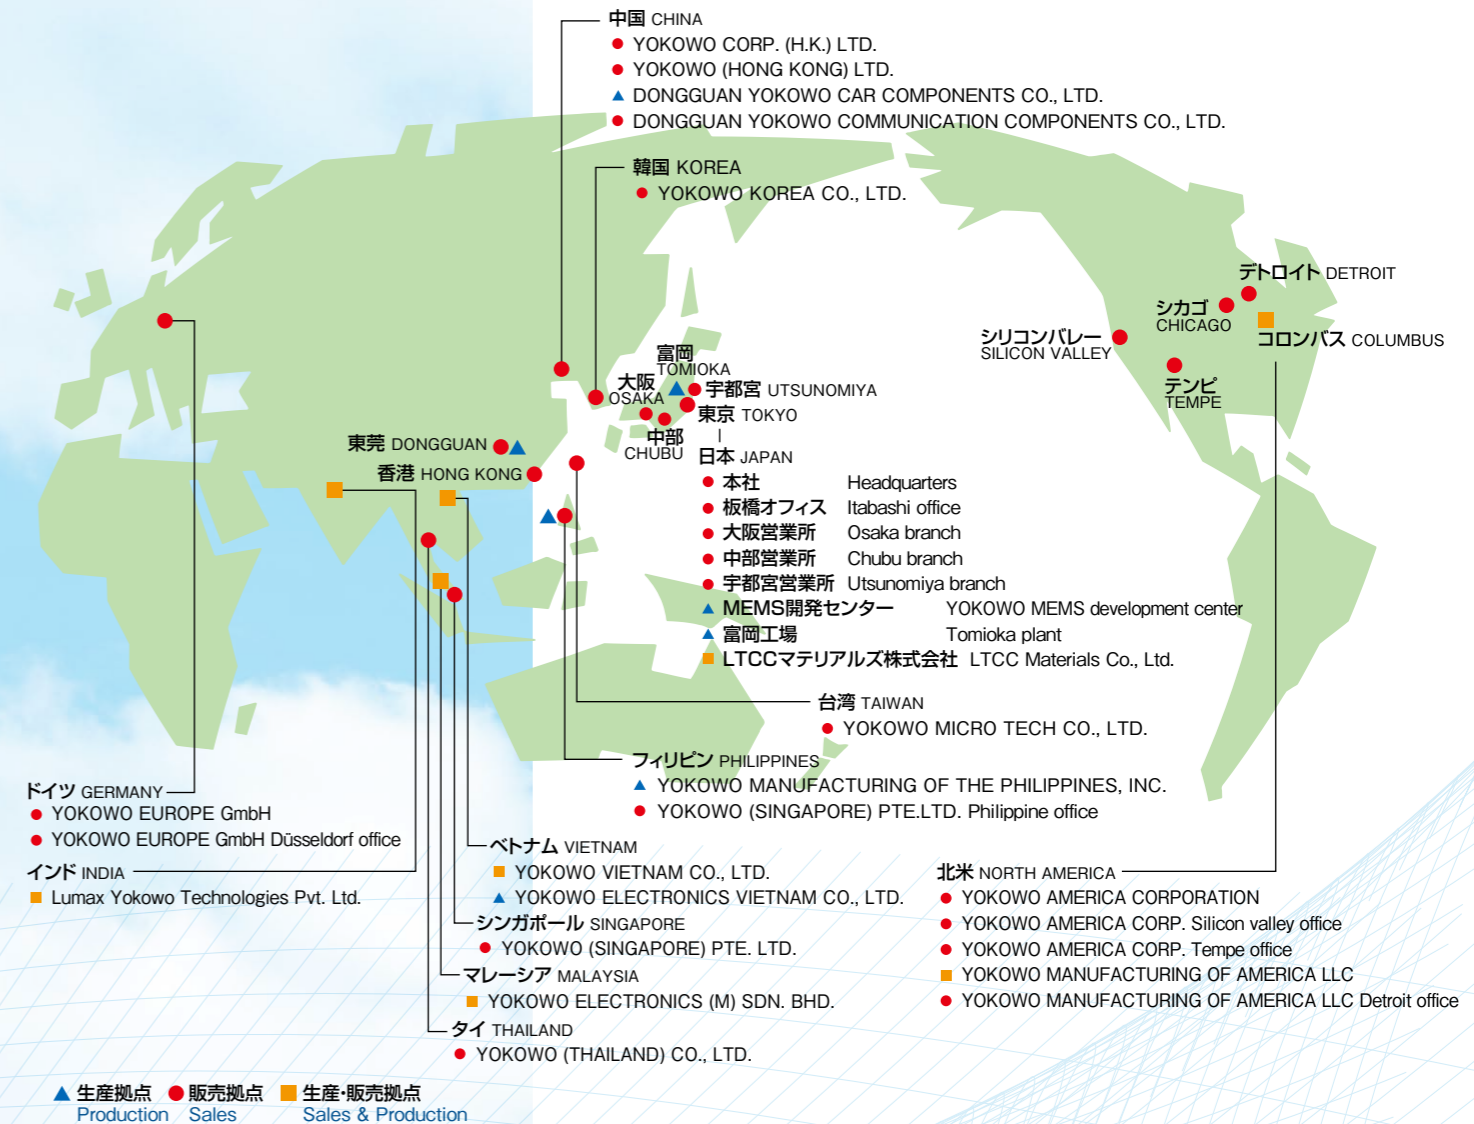 中国 CHINA
YOKOWO CORP. (H.K.) LTD.
YOKOWO (HONG KONG) LTD.
DONGGUAN YOKOWO CAR COMPONENTS CO., LTD.
DONGGUAN YOKOWO COMMUNICATION COMPONENTS CO., LTD.
韓国 KOREA
YOKOWO KOREA CO., LTD.
デトロイト DETROIT
シカゴ
CHICAGO
コロンバス COLUMBUS
シリコンバレー
SILICON VALLEY
テンピ
TEMPE
富岡
TOMIOKA
大阪
OSAKA
宇都宮 UTSUNOMIYA
東京 TOKYO
中部
CHUBU
東莞 DONGGUAN
香港 HONG KONG
日本 JAPAN
本社 Headquarters
板橋オフィス Itabashi office
大阪営業所 Osaka branch
中部営業所 Chubu branch
宇都宮営業所 Utsunomiya branch
MEMS開発センター YOKOWO MEMS development center
富岡工場 Tomioka plant
LTCCマテリアルズ株式会社 LTCC Materials Co., Ltd.
台湾 TAIWAN
YOKOWO MICRO TECH CO., LTD.
フィリピン PHILIPPINES
YOKOWO MANUFACTURING OF THE PHILIPPINES, INC.
YOKOWO (SINGAPORE) PTE.LTD. Philippine office
ドイツ GERMANY
YOKOWO EUROPE GmbH
YOKOWO EUROPE GmbH Düsseldorf office
インド INDIA
Lumax Yokowo Technologies Pvt. Ltd.
ベトナム VIETNAM
YOKOWO VIETNAM CO., LTD.
YOKOWO ELECTRONICS VIETNAM CO., LTD.
シンガポール SINGAPORE
YOKOWO (SINGAPORE) PTE. LTD.
マレーシア MALAYSIA
YOKOWO ELECTRONICS (M) SDN. BHD.
タイ THAILAND
YOKOWO (THAILAND) CO., LTD.
北米 NORTH AMERICA
YOKOWO AMERICA CORPORATION
YOKOWO AMERICA CORP. Silicon valley office
YOKOWO AMERICA CORP. Tempe office
YOKOWO MANUFACTURING OF AMERICA LLC
YOKOWO MANUFACTURING OF AMERICA LLC Detroit office
生産拠点 販売拠点 生産・販売拠点
Production Sales Sales & Production